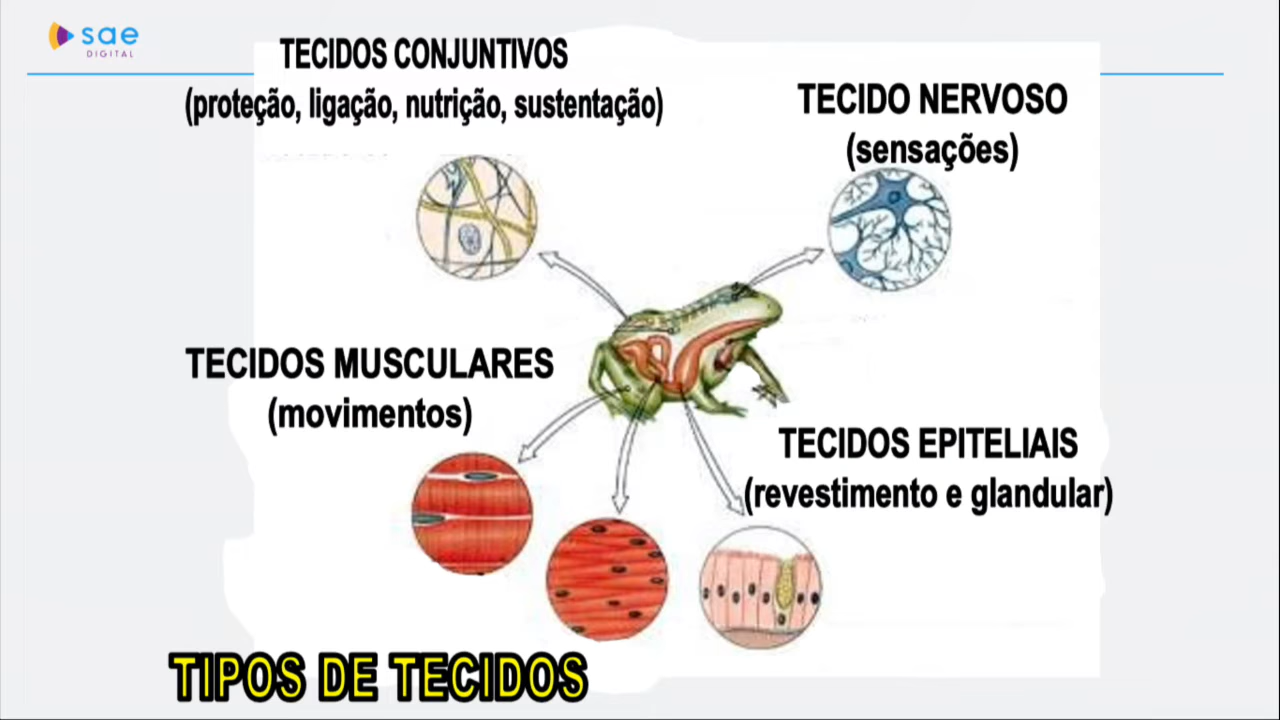 sae
DIGITAL
TECIDOS CONJUNTIVOS
(proteção, ligação, nutrição, sustentação)
TECIDO NERVOSO
(sensações)
TECIDOS MUSCULARES
(movimentos)
TECIDOS EPITELIAIS
(revestimento e glandular)
TIPOS DE TECIDOS